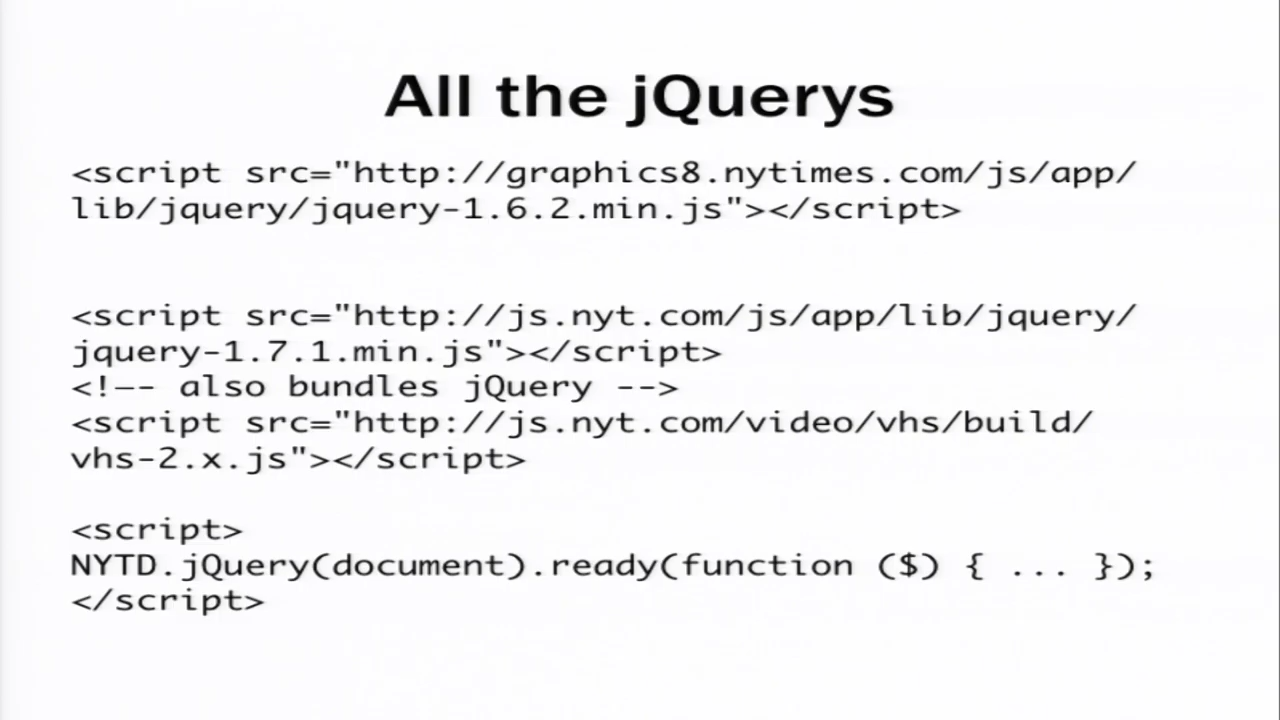 All the jQuerys
<script src="http://graphics8.nytimes.com/js/app/
lib/jquery/jquery-1.6.2.min.js"></script>
<script src="http://js.nyt.com/js/app/lib/jquery/
jquery-1.7.1.min.js"></script>
<!-- also bundles jQuery -->
<script src="http://js.nyt.com/video/vhs/build/
vhs-2.x.js"></script>
<script>
NYTD.jQuery(document).ready(function ($) { ... });
</script>